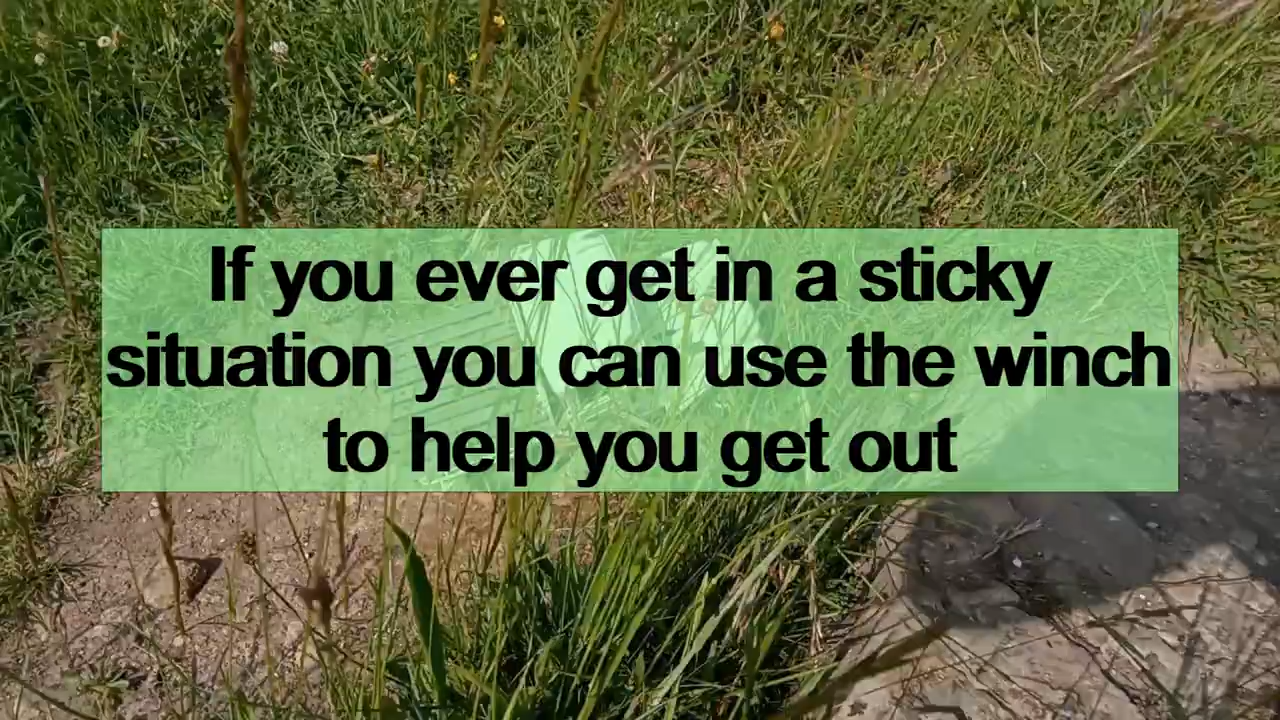 If you ever get in a sticky
situation you can use the winch
to help you get out